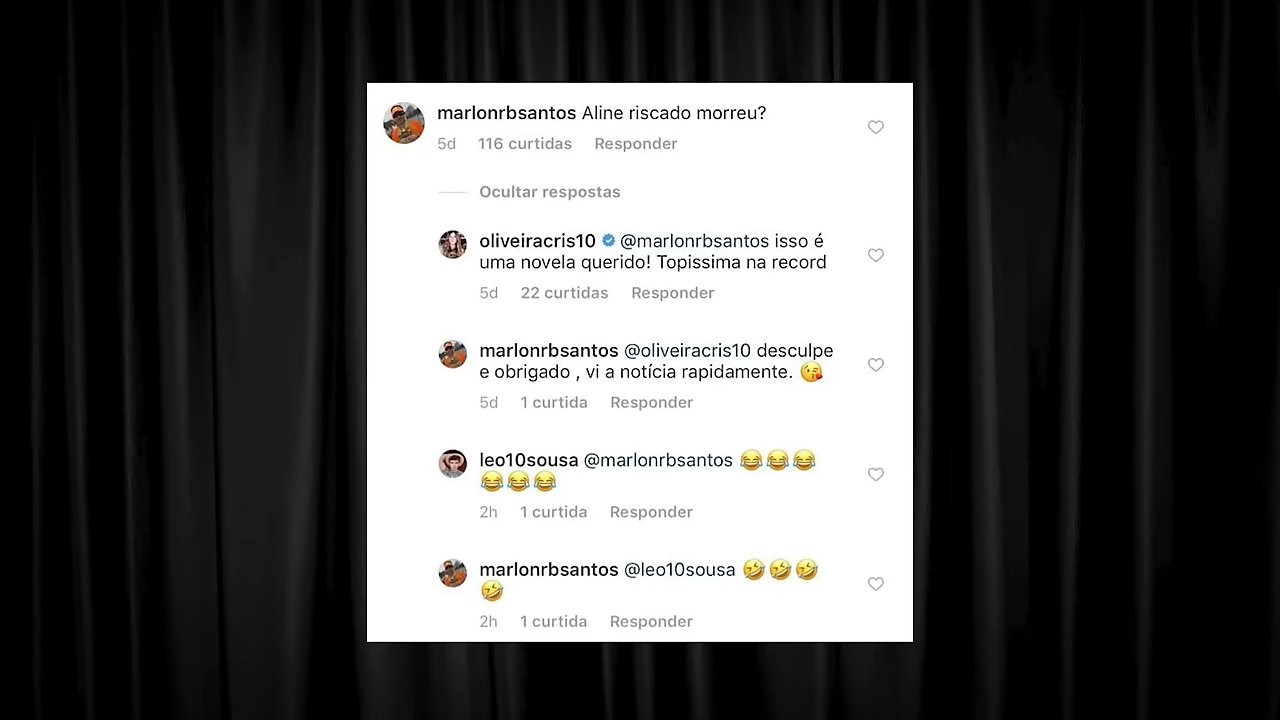 marlonrbsantos Aline riscado morreu?
5d 116 curtidas Responder
Ocultar respostas
oliveiracris10 @marlonrbsantos isso é
uma novela querido! Topissima na record
5d 22 curtidas Responder
marlonrbsantos @oliveiracris10 desculpe
e obrigado , vi a notícia rapidamente. 😘
5d 1 curtida Responder
leo10sousa @marlonrbsantos 😂😂😂
😂😂😂
2h 1 curtida Responder
marlonrbsantos @leo10sousa 🤣🤣🤣
🤣
2h 1 curtida Responder